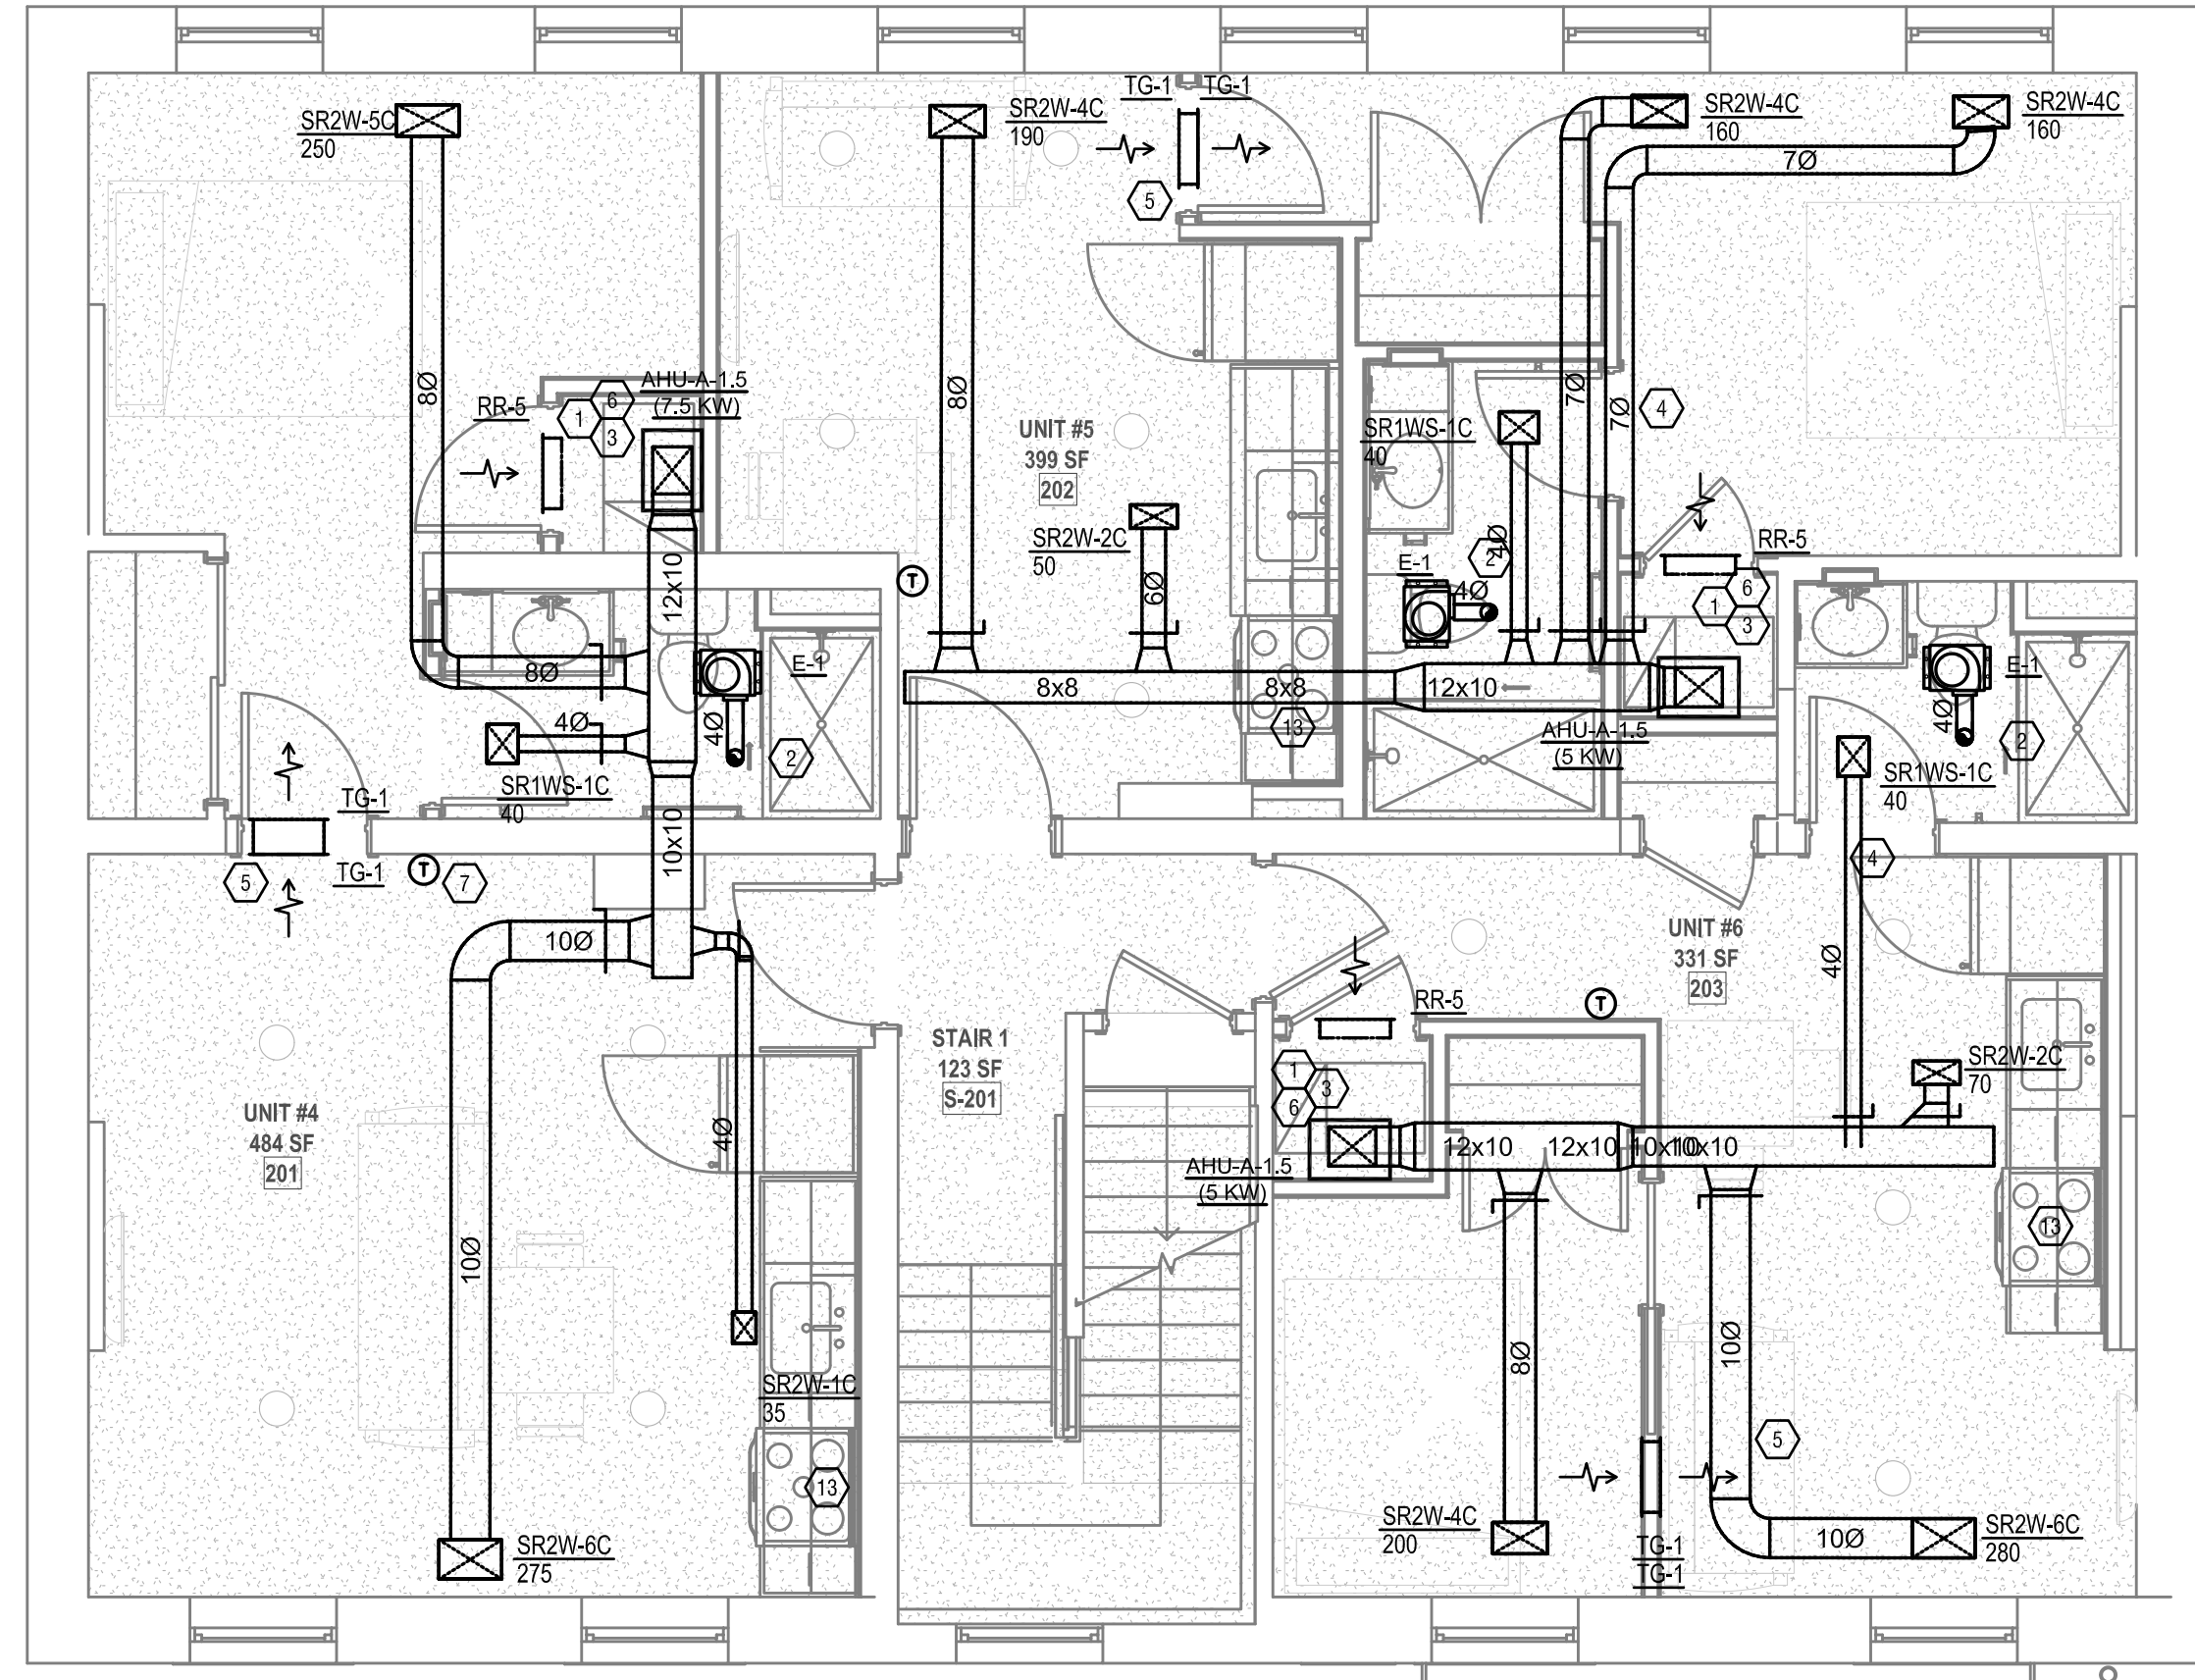 TG-1 TG-1
SR2W-5C
250
SR2W-4C
190
SR2W-4C
160
SR2W-4C
160
7Ø
5
8Ø
8Ø
7Ø
7Ø
4
RR-5
1
6
3
AHU-A-1.5
(7.5 KW)
UNIT #5
399 SF
202
SR1WS-1C
40
SR2W-2C
50
6Ø
T
12x10
E-1
2
4Ø
4Ø
RR-5
1
6
3
8Ø
4Ø
4Ø
E-1
2
SR1WS-1C
40
8x8
8x8
13
12x10
AHU-A-1.5
(5 KW)
E-1
4Ø
2
SR1WS-1C
40
TG-1
TG-1
5
T
7
10x10
4
10Ø
4Ø
10Ø
4Ø
UNIT #6
331 SF
203
RR-5
T
STAIR 1
123 SF
S-201
1
3
6
SR2W-2C
70
UNIT #4
484 SF
201
AHU-A-1.5
(5 KW)
12x10
12x10
10x10
10x10
13
8Ø
10Ø
SR2W-1C
35
13
5
SR2W-6C
275
SR2W-4C
200
TG-1
TG-1
10Ø
SR2W-6C
280